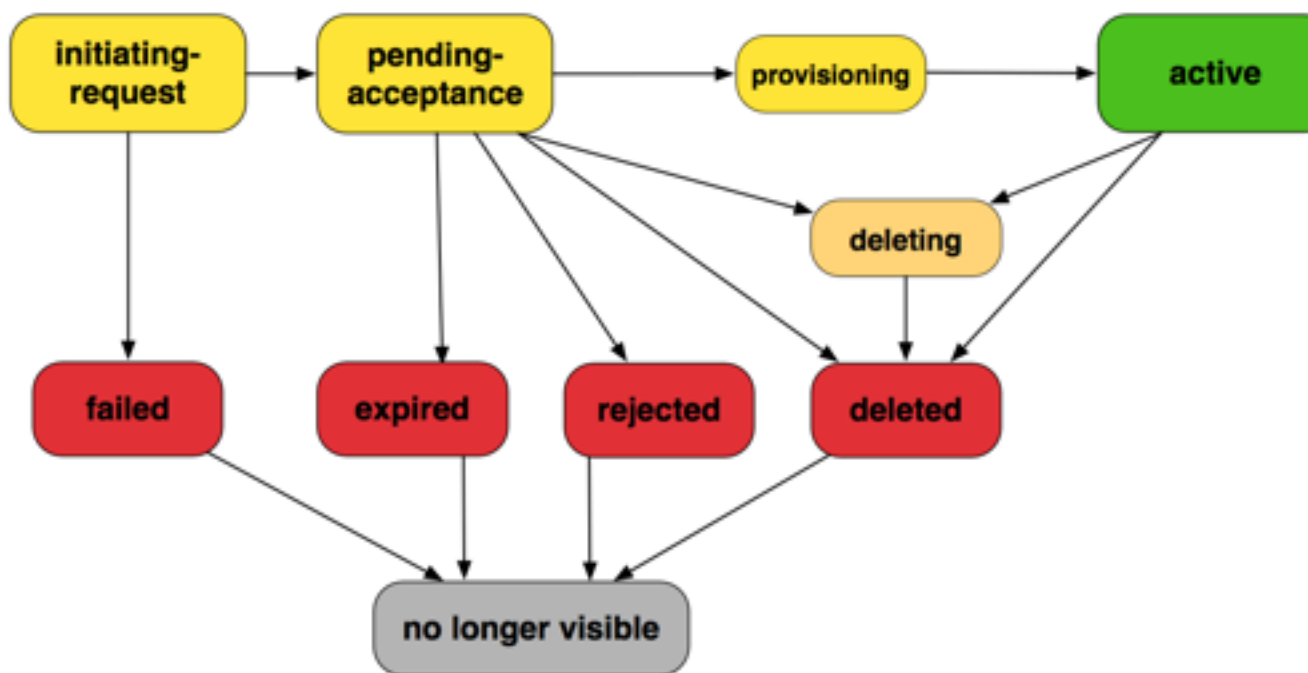 initiating-
request
pending-
acceptance
provisioning
active
deleting
failed
expired
rejected
deleted
no longer visible